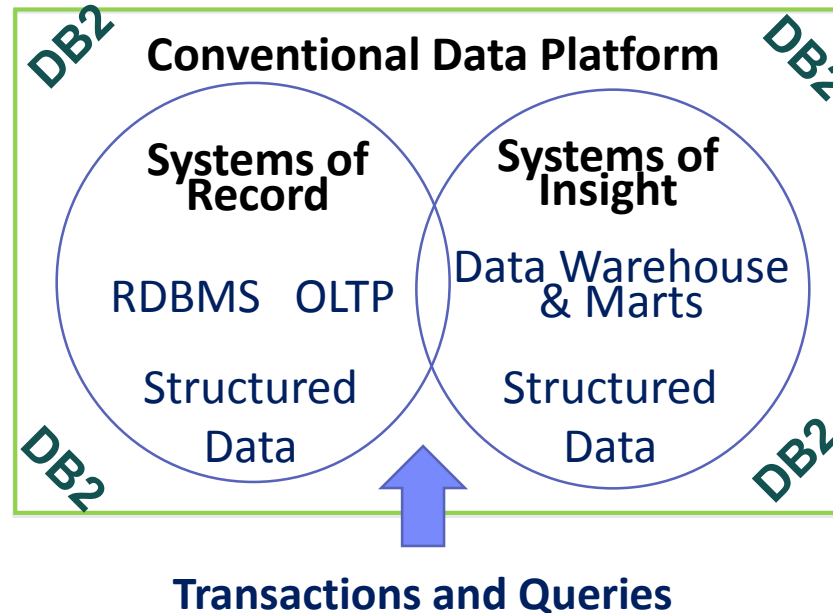 DB2
DB2
Conventional Data Platform
Systems of
Record
Systems of
Insight
RDBMS OLTP
Data Warehouse
& Marts
Structured
Data
Structured
Data
DB2
DB2
Transactions and Queries